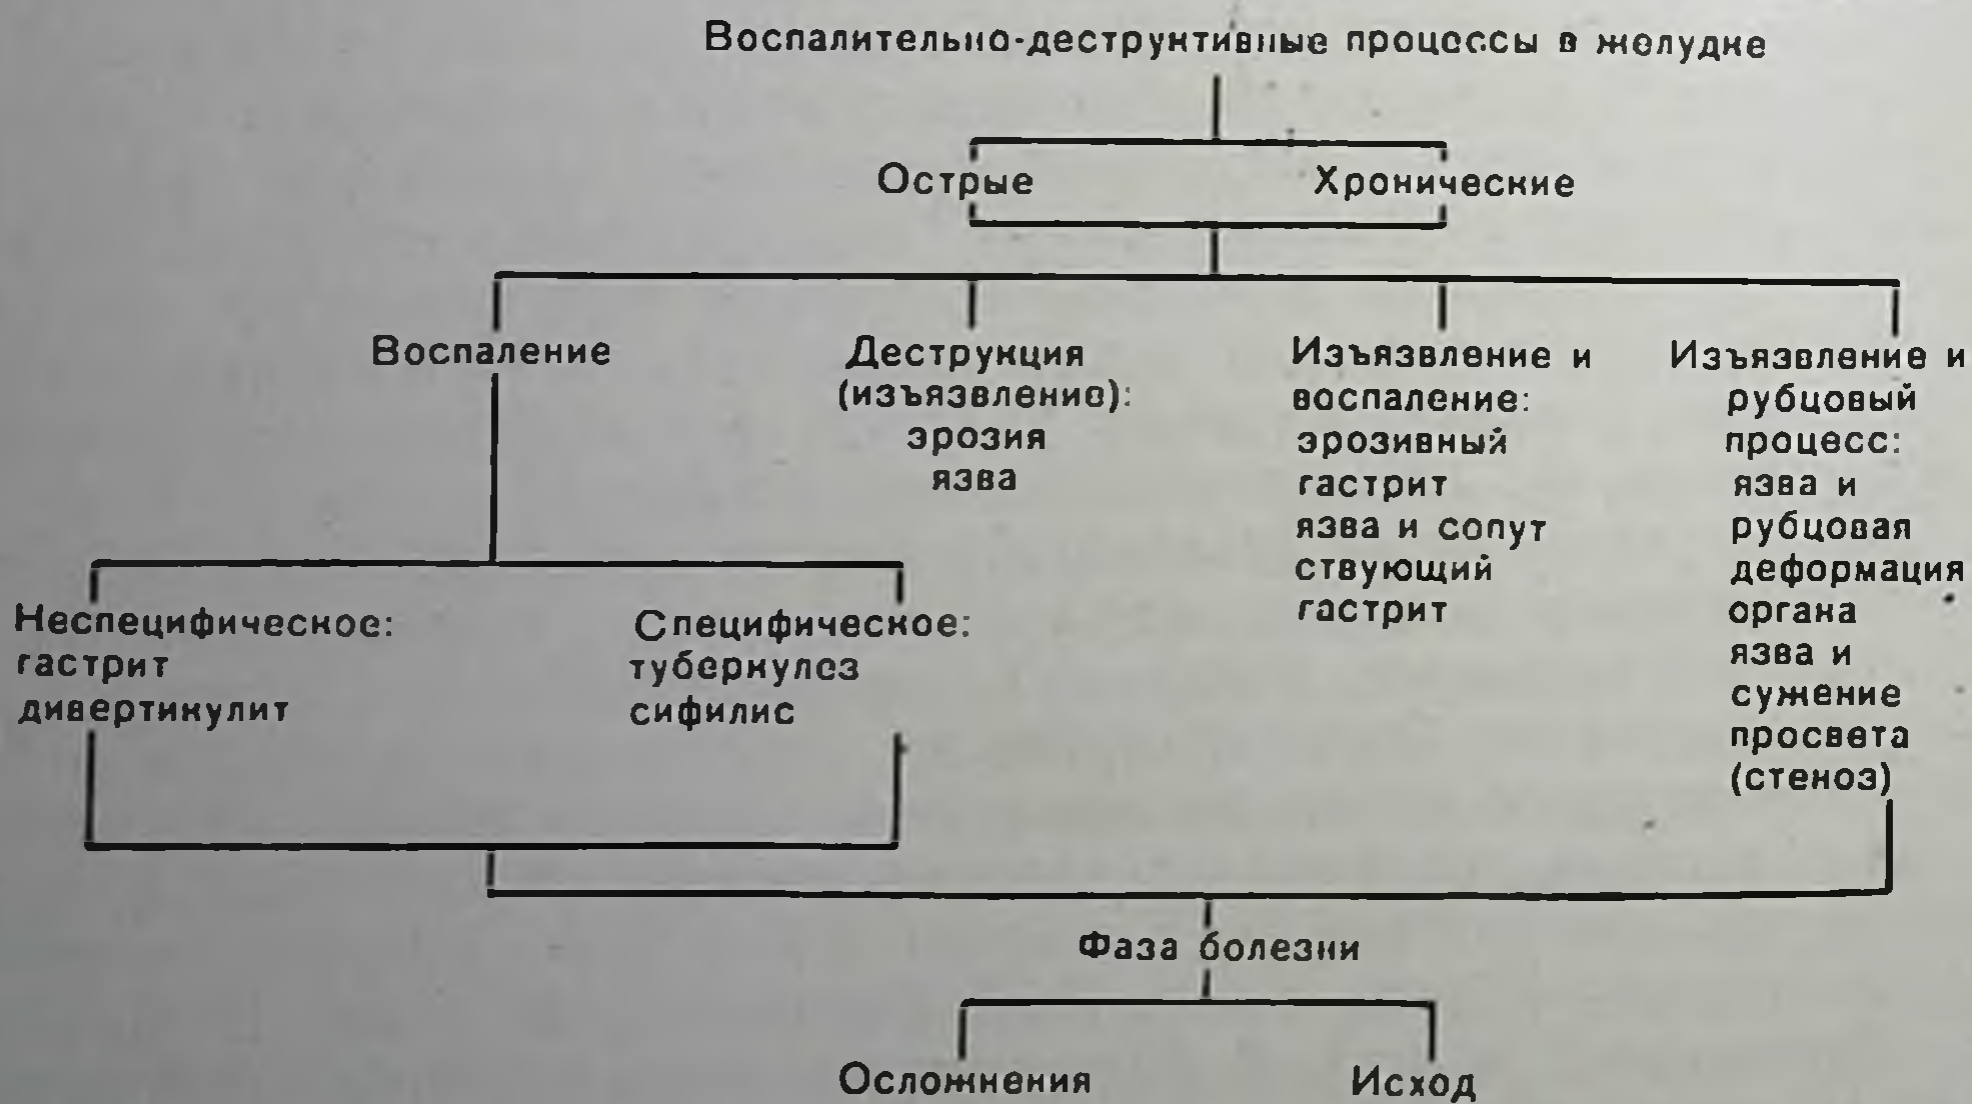 Воспалительно-деструктивные процессы в желудке
Острые
Хронические
Воспаление
Деструкция
(изъязвление):
эрозия
язва
Изъязвление и
воспаление:
эрозивный
гастрит
язва и сопут
ствующий
гастрит
Изъязвление и
рубцовый
процесс:
язва и
рубцовая
деформация
органа
язва и
сужение
просвета
(стеноз)
Неспецифическое:
гастрит
дивертикулит
Специфическое:
туберкулез
сифилис
Фаза болезни
Осложнения
Исход